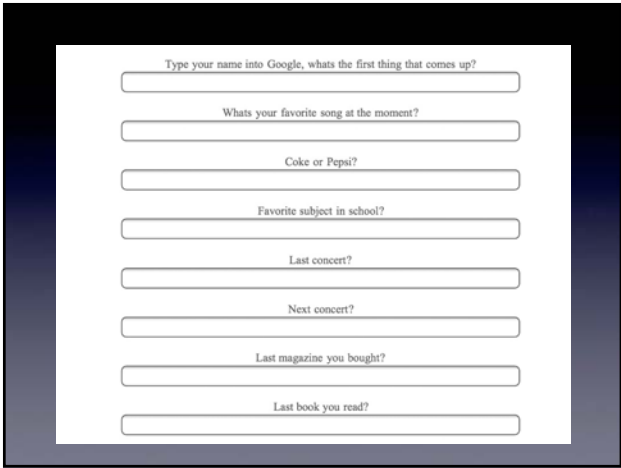 Type your name into Google, whats the first thing that comes up?
Whats your favorite song at the moment?
Coke or Pepsi?
Favorite subject in school?
Last concert?
Next concert?
Last magazine you bought?
Last book you read?